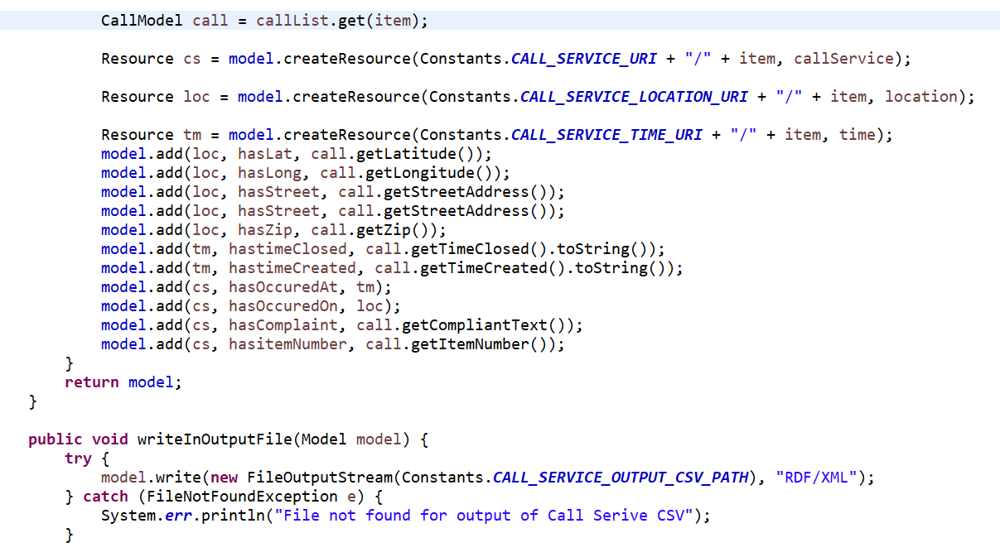 CallModel call = callList.get(item);
Resource cs = model.createResource(Constants.CALL_SERVICE_URI + "/" + item, callService);
Resource loc = model.createResource(Constants.CALL_SERVICE_LOCATION_URI + "/" + item, location);
Resource tm = model.createResource(Constants.CALL_SERVICE_TIME_URI + "/" + item, time);
model.add(loc, hasLat, call.getLatitude());
model.add(loc, hasLong, call.getLongitude());
model.add(loc, hasStreet, call.getStreetAddress());
model.add(loc, hasStreet, call.getStreetAddress());
model.add(loc, hasZip, call.getZip());
model.add(tm, hastimeClosed, call.getTimeClosed().toString());
model.add(tm, hastimeCreated, call.getTimeCreated().toString());
model.add(cs, hasOccuredAt, tm);
model.add(cs, hasOccuredOn, loc);
model.add(cs, hasComplaint, call.getCompliantText());
model.add(cs, hasitemNumber, call.getItemNumber());
}
return model;
}
public void writeInOutputFile(Model model) {
try {
model.write(new FileOutputStream(Constants.CALL_SERVICE_OUTPUT_CSV_PATH), "RDF/XML");
} catch (FileNotFoundException e) {
System.err.println("File not found for output of Call Serive CSV");
}